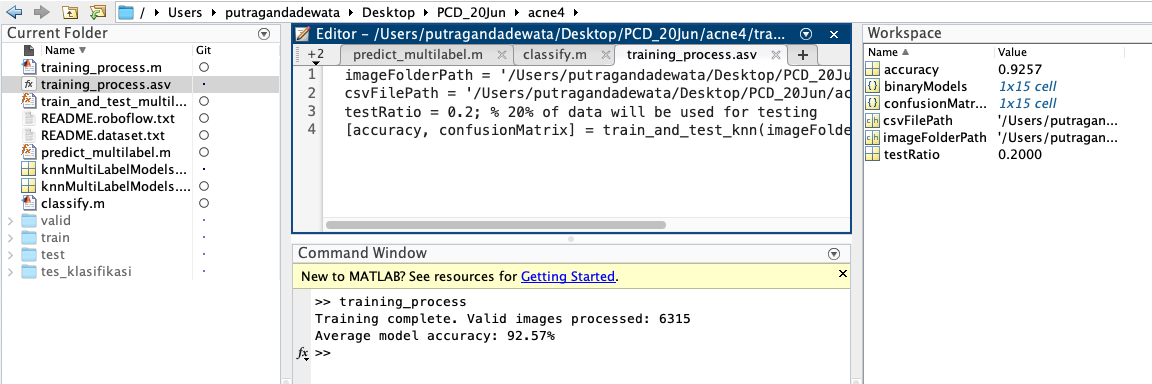 / ▸ Users ▸ putragandadewata ▸ Desktop ▸ PCD_20Jun ▸ acne4 ▸
Current Folder
Name ▼ Git
training_process.m
training_process.asv
train_and_test_multil...
README.roboflow.txt
README.dataset.txt
predict_multilabel.m
knnMultiLabelModels...
knnMultiLabelModels....
classify.m
valid
train
test
tes_klasifikasi
Editor – /Users/putragandadewata/Desktop/PCD_20Jun/acne4/tra...
+2 predict_multilabel.m × classify.m × training_process.asv × +
1 imageFolderPath = '/Users/putragandadewata/Desktop/PCD_20Ju
2 csvFilePath = '/Users/putragandadewata/Desktop/PCD_20Jun/ac
3 testRatio = 0.2; % 20% of data will be used for testing
4 [accuracy, confusionMatrix] = train_and_test_knn(imageFolde
Command Window
New to MATLAB? See resources for Getting Started. ×
>> training_process
Training complete. Valid images processed: 6315
Average model accuracy: 92.57%
fx >>
Workspace
Name ▲ Value
accuracy 0.9257
binaryModels 1x15 cell
confusionMatr... 1x15 cell
csvFilePath '/Users/putragan...
imageFolderPath '/Users/putragan...
testRatio 0.2000